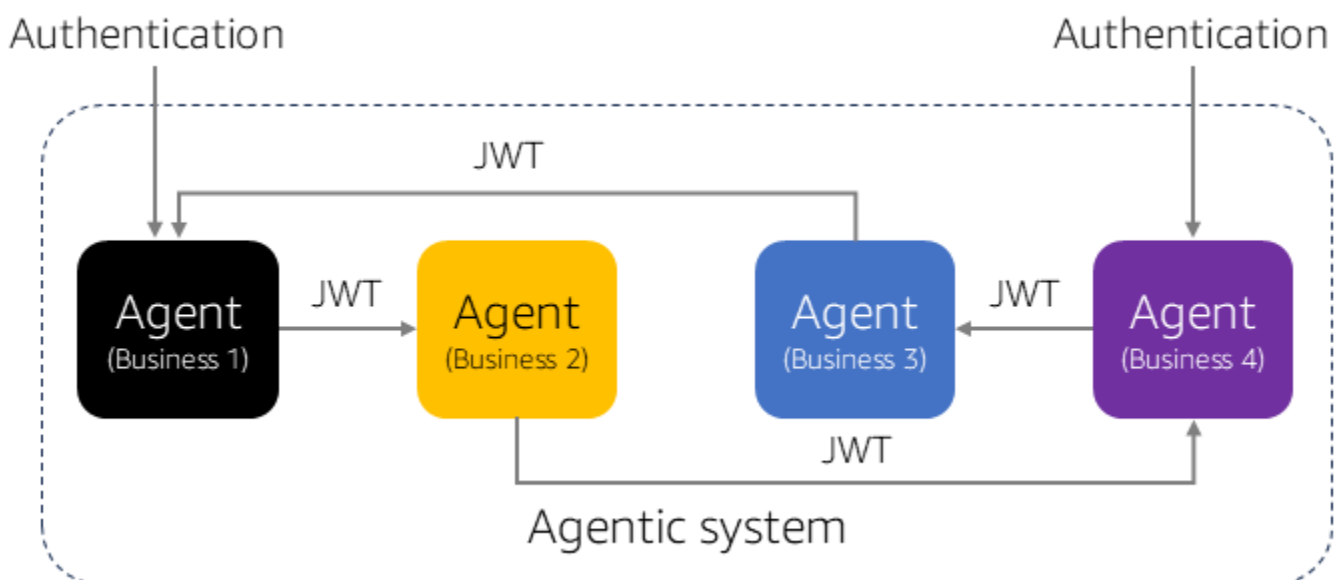 Authentication
Authentication
JWT
Agent
(Business 1)
JWT
Agent
(Business 2)
Agent
(Business 3)
JWT
Agent
(Business 4)
JWT
Agentic system